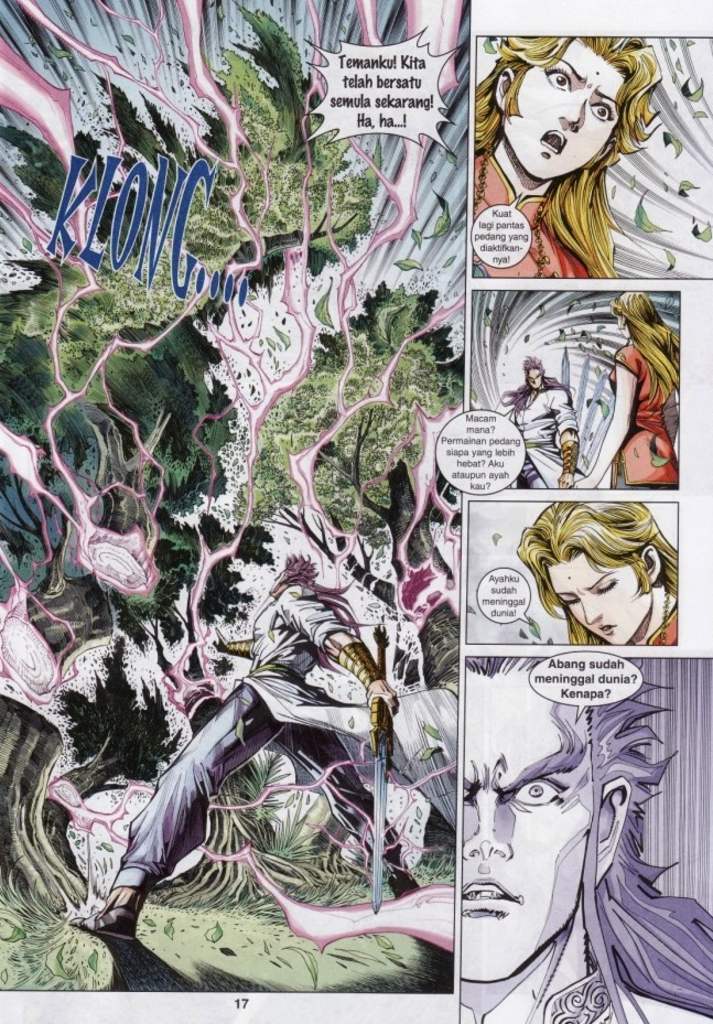 Temanku! Kita
telah bersatu
semula sekarang!
Ha, ha...!
KLONG....
Kuat
lagi pantas
pedang yang
diaktifkan-
nya!
Macam
mana?
Permainan pedang
siapa yang lebih
hebat? Aku
ataupun ayah
kau?
Ayahku
sudah
meninggal
dunia!
Abang sudah
meninggal dunia?
Kenapa?
17